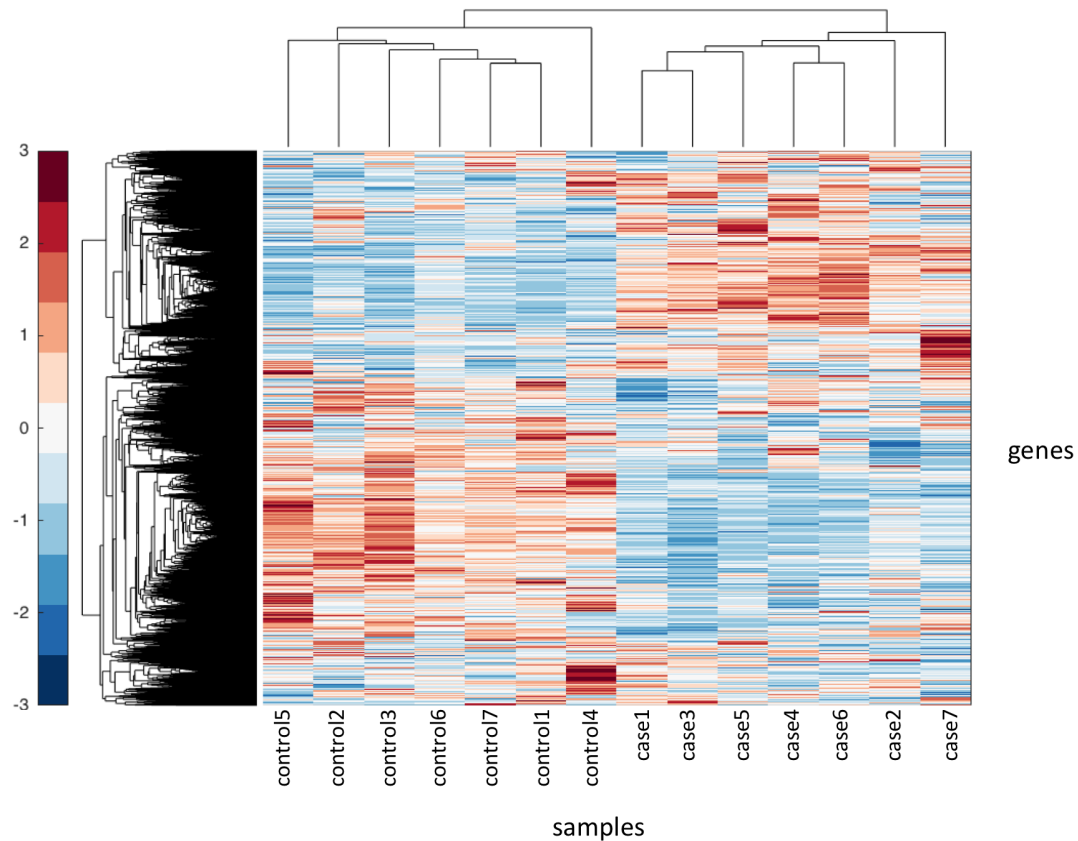 3
2
1
0
-1
-2
-3
genes
control5
control2
control3
control6
control7
control1
control4
case1
case3
case5
case4
case6
case2
case7
samples